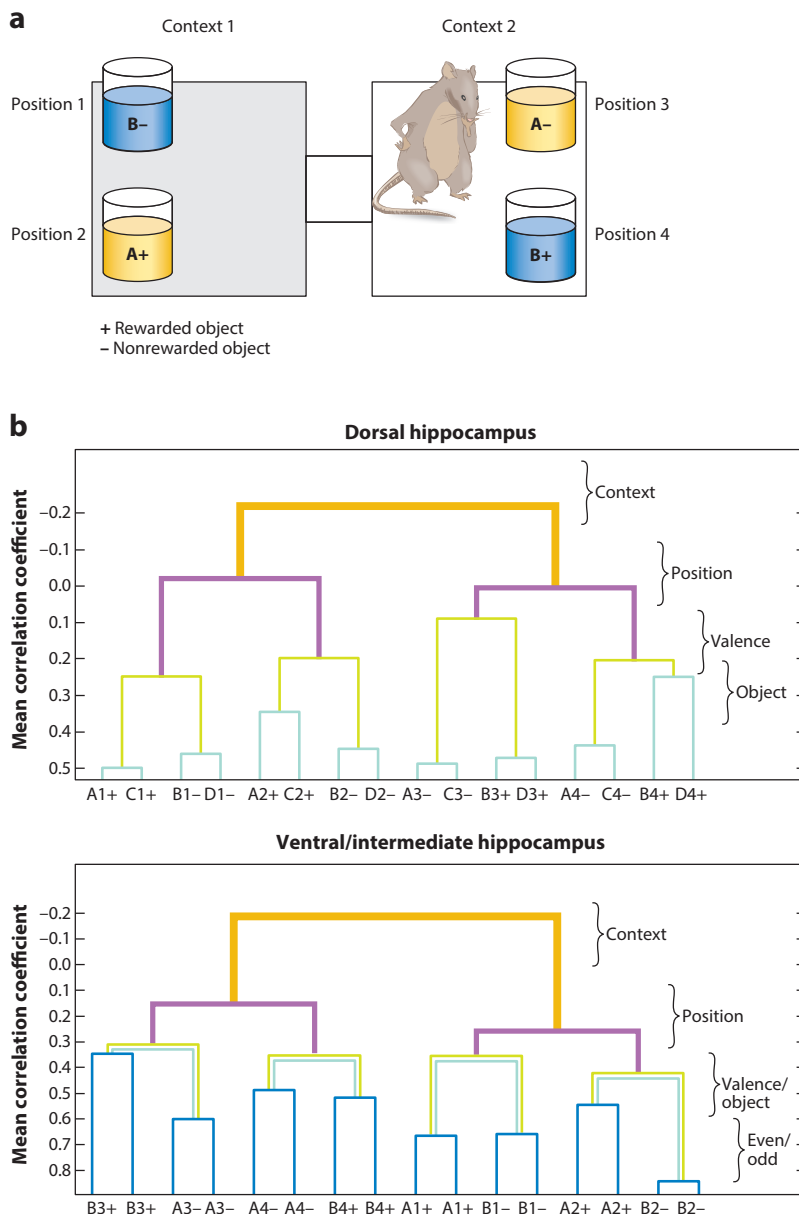 a
Context 1
Context 2
Position 1
B–
A–
Position 3
Position 2
A+
B+
Position 4
+ Rewarded object
– Nonrewarded object
b
Dorsal hippocampus
Mean correlation coefficient
–0.2
–0.1
0.0
0.1
0.2
0.3
0.4
0.5
Context
Position
Valence
Object
A1+ C1+ B1– D1– A2+ C2+ B2– D2– A3– C3– B3+ D3+ A4– C4– B4+ D4+
Ventral/intermediate hippocampus
Mean correlation coefficient
–0.2
–0.1
0.0
0.1
0.2
0.3
0.4
0.5
0.6
0.7
0.8
Context
Position
Valence/
object
Even/
odd
B3+ B3+ A3– A3– A4– A4– B4+ B4+ A1+ A1+ B1– B1– A2+ A2+ B2– B2–